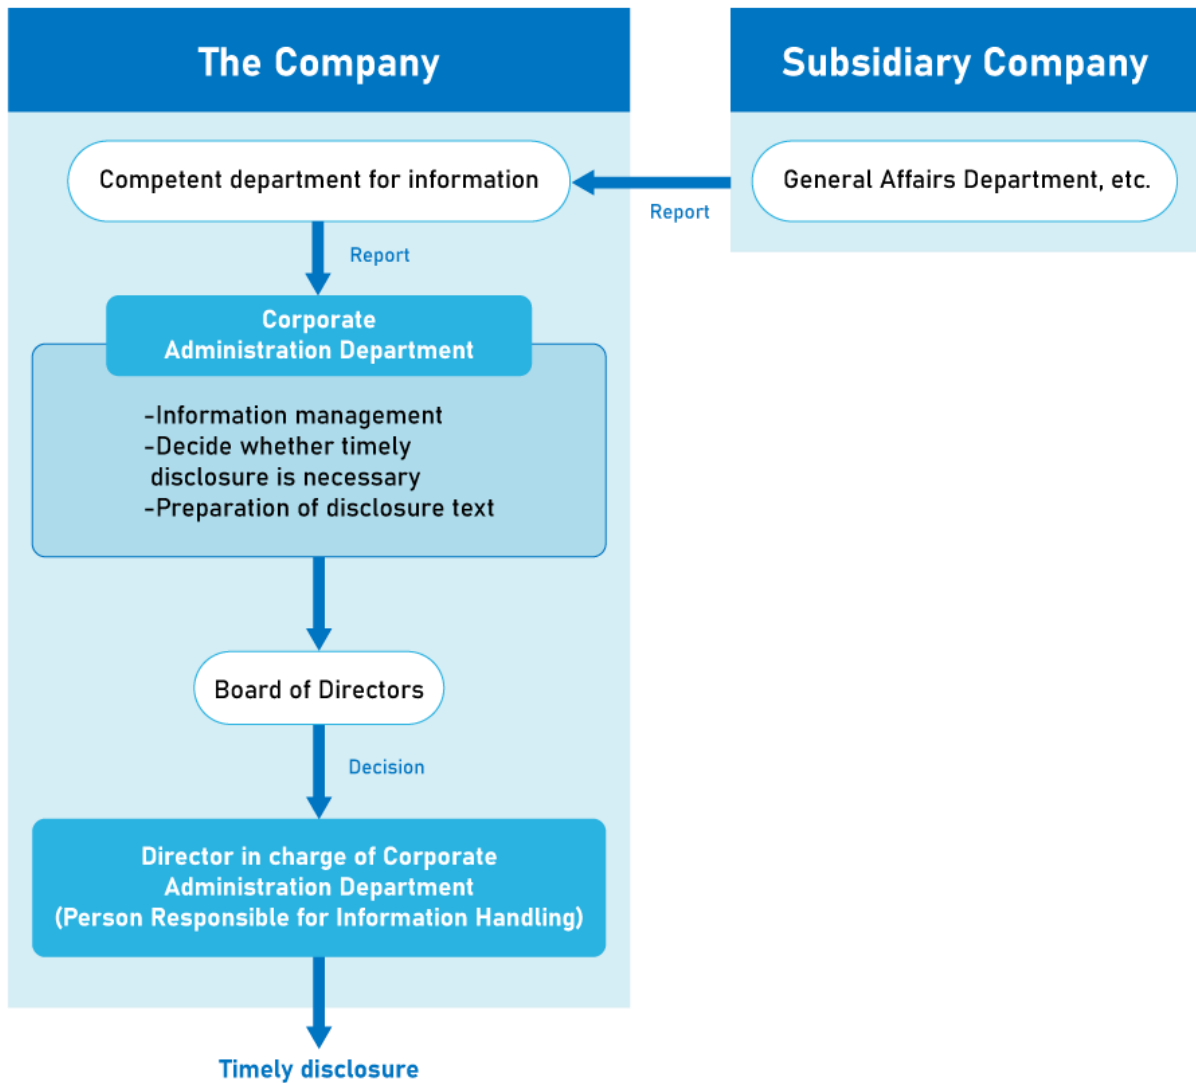 The Company
Subsidiary Company
Competent department for information
General Affairs Department, etc.
Report
Report
Corporate
Administration Department
-Information management
-Decide whether timely
disclosure is necessary
-Preparation of disclosure text
Board of Directors
Decision
Director in charge of Corporate
Administration Department
(Person Responsible for Information Handling)
Timely disclosure